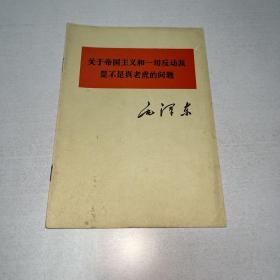 关于帝国主义和一切反动派
是不是真老虎的问题
毛泽东